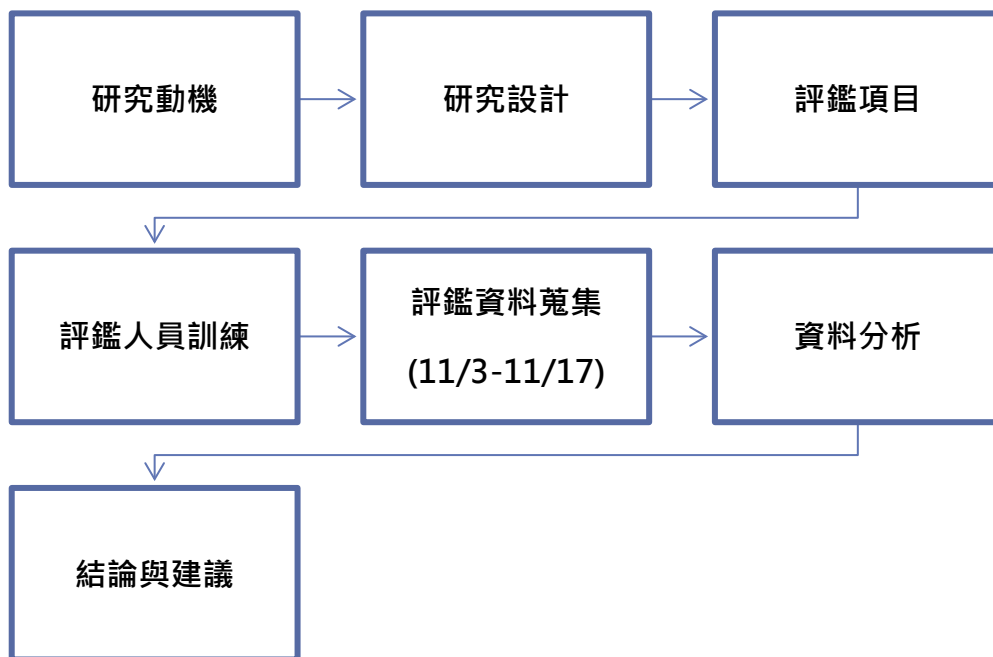 研究動機
研究設計
評鑑項目
評鑑人員訓練
評鑑資料蒐集
(11/3-11/17)
資料分析
結論與建議